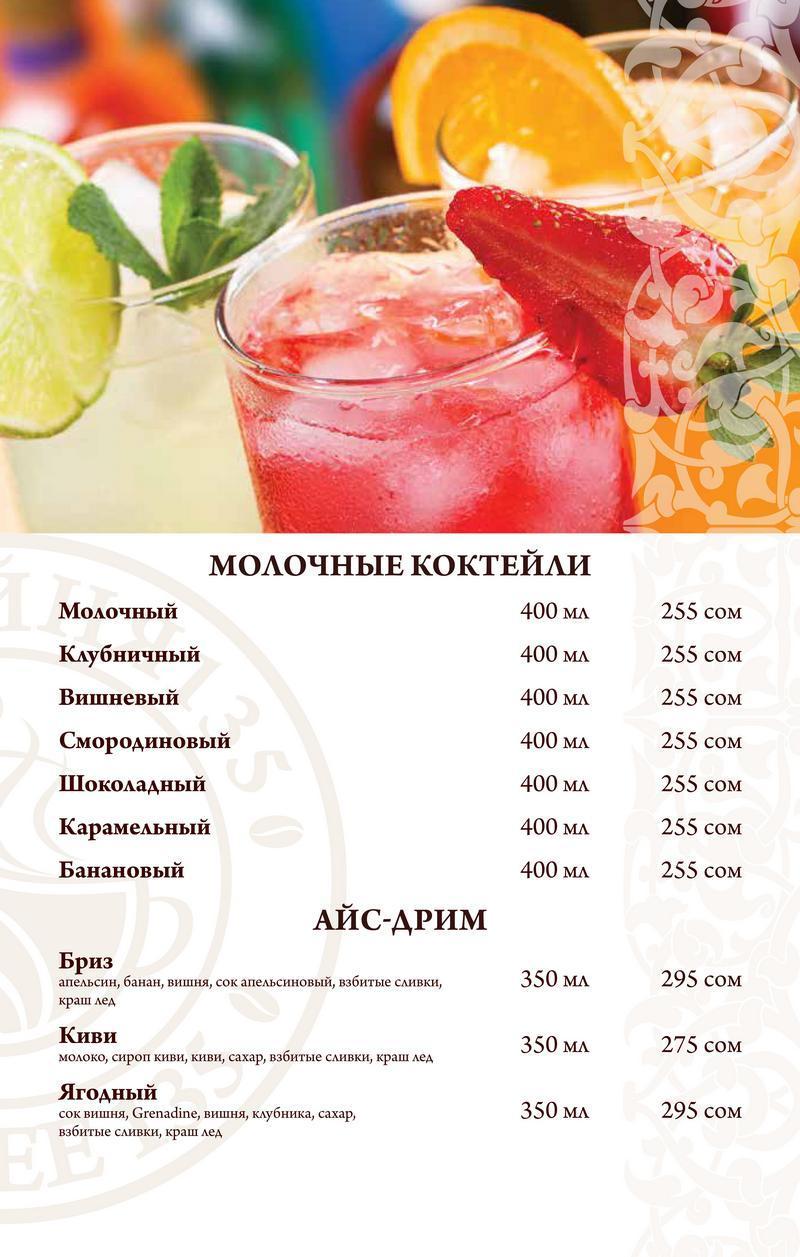 МОЛОЧНЫЕ КОКТЕЙЛИ
Молочный 400 мл 255 сом
Клубничный 400 мл 255 сом
Вишневый 400 мл 255 сом
Смородиновый 400 мл 255 сом
Шоколадный 400 мл 255 сом
Карамельный 400 мл 255 сом
Банановый 400 мл 255 сом
АЙС-ДРИМ
Бриз
апельсин, банан, вишня, сок апельсиновый, взбитые сливки,
краш лед
350 мл 295 сом
Киви
молоко, сироп киви, киви, сахар, взбитые сливки, краш лед
350 мл 275 сом
Ягодный
сок вишня, Grenadine, вишня, клубника, сахар,
взбитые сливки, краш лед
350 мл 295 сом